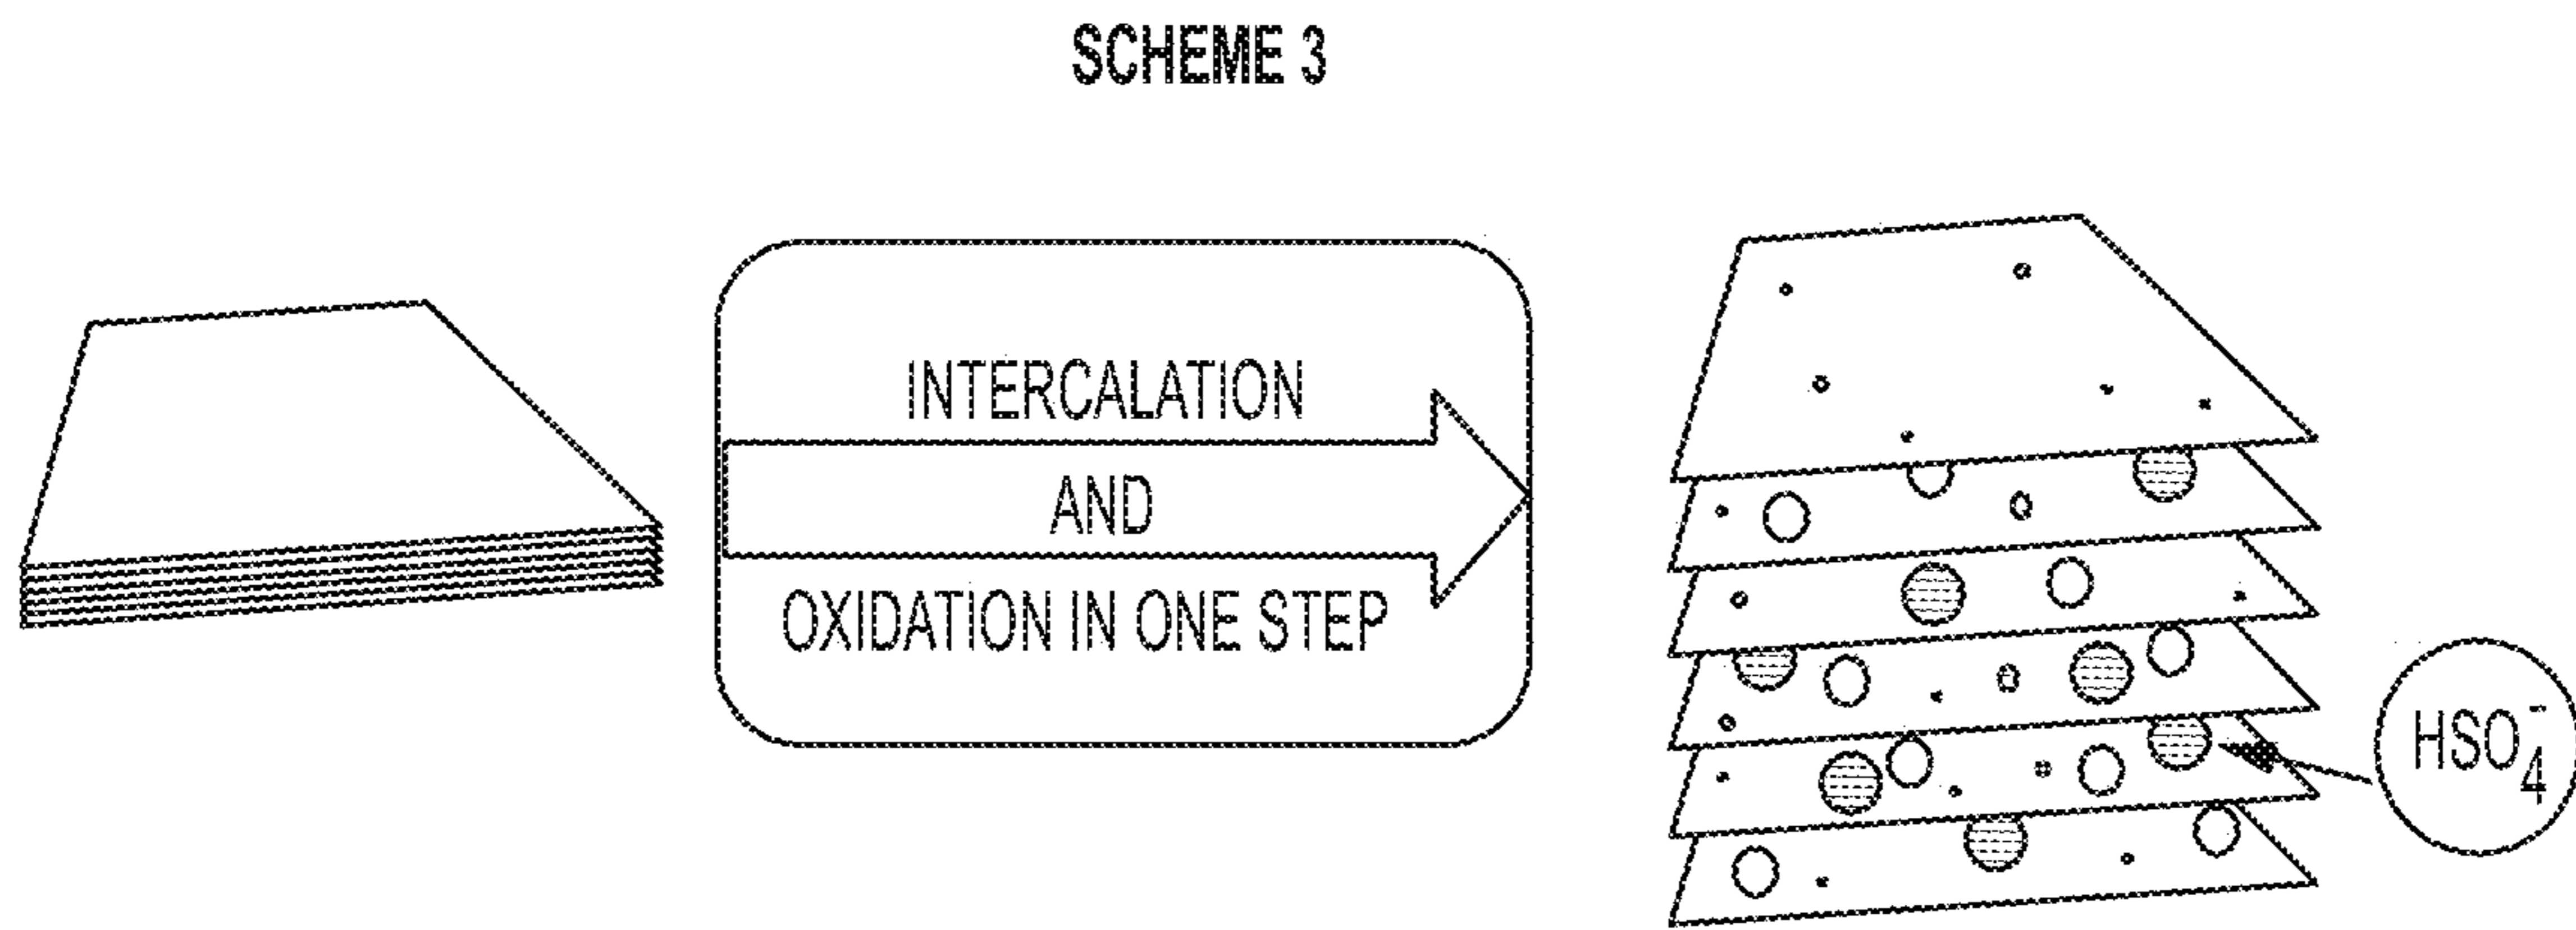 SCHEME 3
INTERCALATION
AND
OXIDATION IN ONE STEP
HSO₄⁻